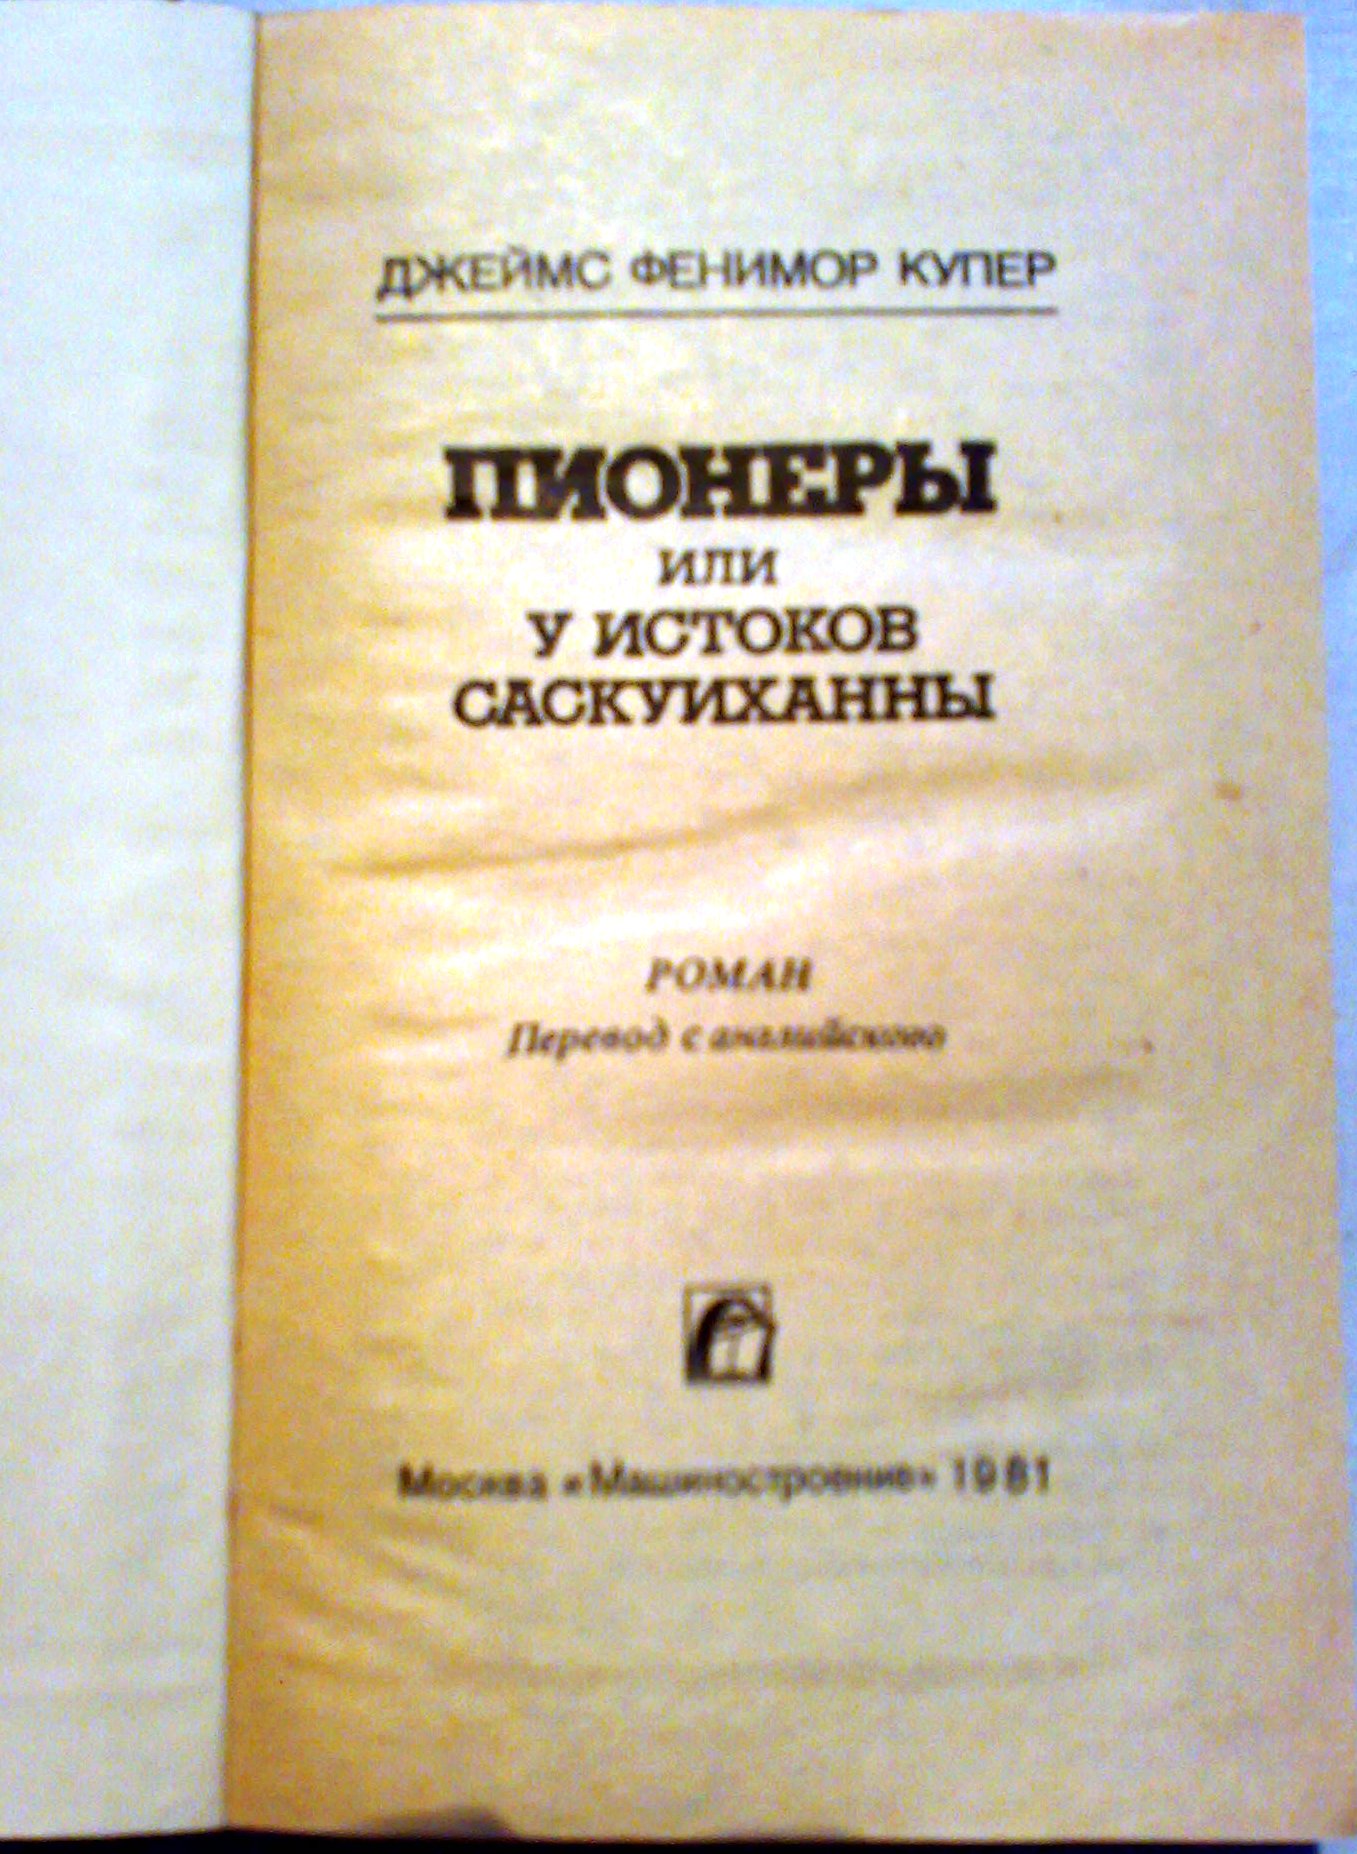 ДЖЕЙМС ФЕНИМОР КУПЕР
ПИОНЕРЫ
ИЛИ
У ИСТОКОВ
САСКУИХАННЫ
РОМАН
Перевод с английского
Москва «Машиностроение» 1981